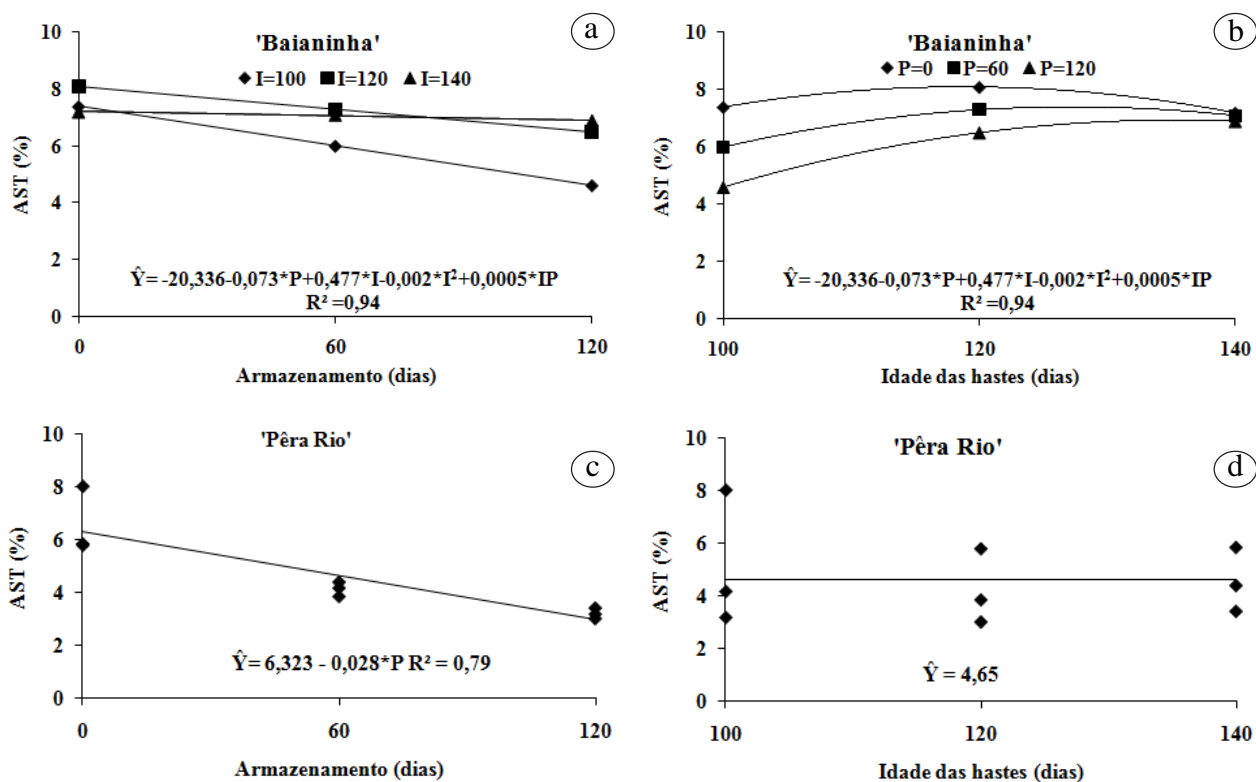 'Baianinha'
a
I=100 I=120 I=140
AST (%)
10
8
6
4
2
0
Ŷ= -20,336-0,073*P+0,477*I-0,002*I²+0,0005*IP
R² =0,94
0 60 120
Armazenamento (dias)
'Baianinha'
b
P=0 P=60 P=120
AST (%)
10
8
6
4
2
0
Ŷ= -20,336-0,073*P+0,477*I-0,002*I²+0,0005*IP
R² =0,94
100 120 140
Idade das hastes (dias)
'Pêra Rio'
c
AST (%)
10
8
6
4
2
0
Ŷ= 6,323 - 0,028*P R² = 0,79
0 60 120
Armazenamento (dias)
'Pêra Rio'
d
AST (%)
10
8
6
4
2
0
Ŷ = 4,65
100 120 140
Idade das hastes (dias)